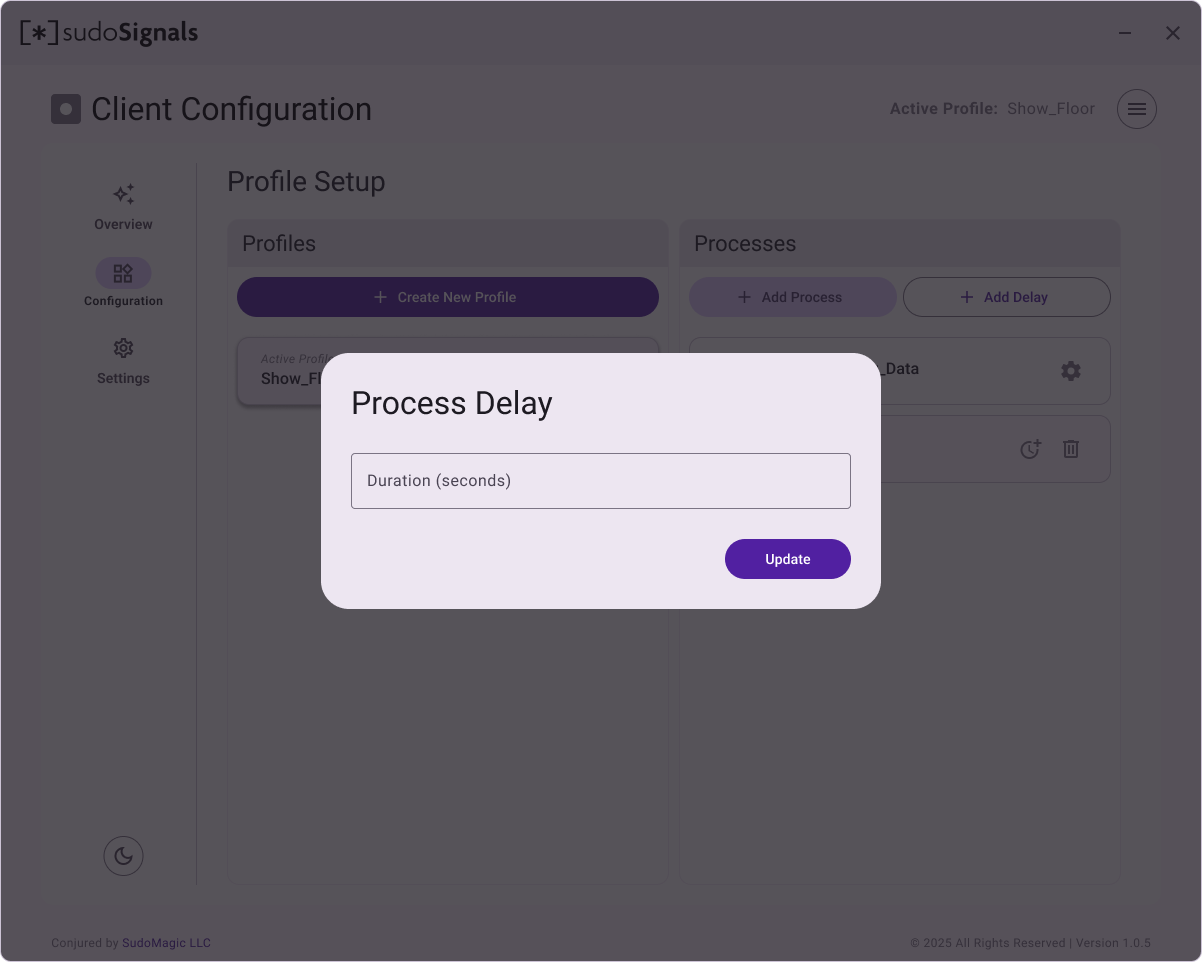 [*]sudoSignals
Client Configuration
Active Profile: Show_Floor
Overview
Configuration
Settings
Profile Setup
Profiles
Create New Profile
Active Profile
Show_Fl
Processes
Add Process
Add Delay
_Data
Process Delay
Duration (seconds)
Update
Conjured by SudoMagic LLC
© 2025 All Rights Reserved | Version 1.0.5